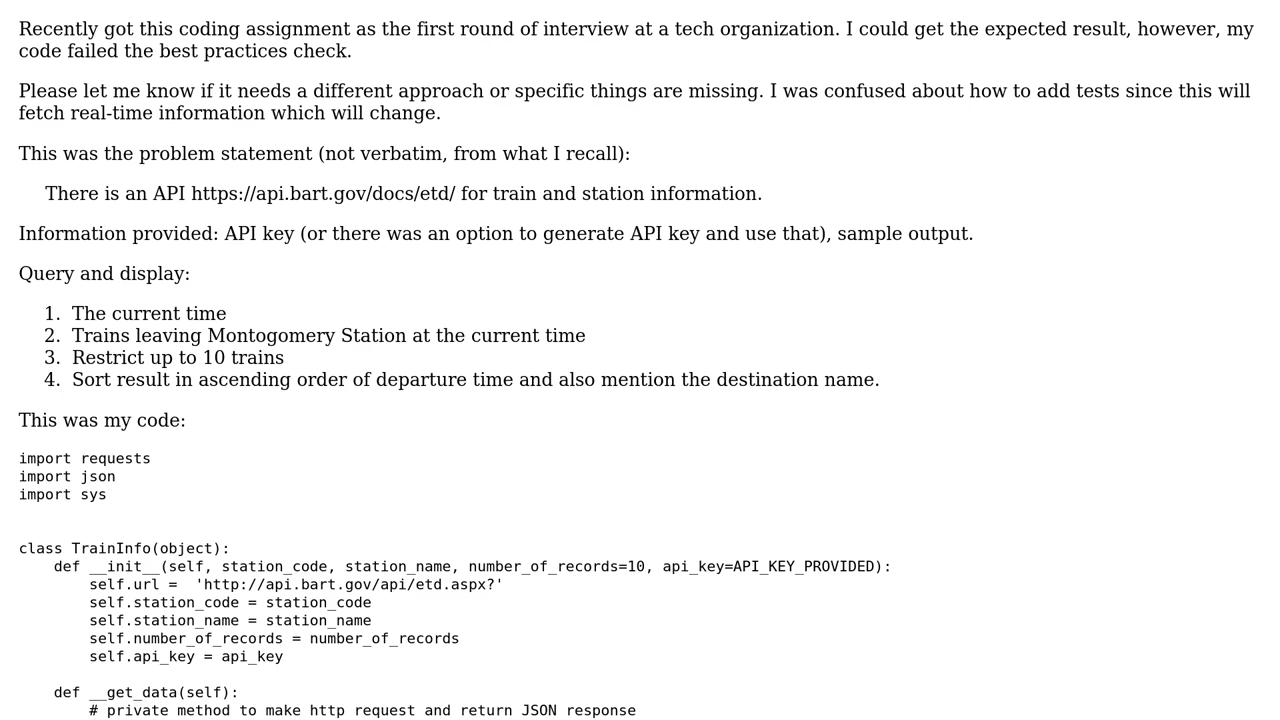 Recently got this coding assignment as the first round of interview at a tech organization. I could get the expected result, however, my
code failed the best practices check.
Please let me know if it needs a different approach or specific things are missing. I was confused about how to add tests since this will
fetch real-time information which will change.
This was the problem statement (not verbatim, from what I recall):
There is an API https://api.bart.gov/docs/etd/ for train and station information.
Information provided: API key (or there was an option to generate API key and use that), sample output.
Query and display:
1. The current time
2. Trains leaving Montogomery Station at the current time
3. Restrict up to 10 trains
4. Sort result in ascending order of departure time and also mention the destination name.
This was my code:
import requests
import json
import sys
class TrainInfo(object):
    def __init__(self, station_code, station_name, number_of_records=10, api_key=API_KEY_PROVIDED):
        self.url =  'http://api.bart.gov/api/etd.aspx?'
        self.station_code = station_code
        self.station_name = station_name
        self.number_of_records = number_of_records
        self.api_key = api_key
    def __get_data(self):
        # private method to make http request and return JSON response